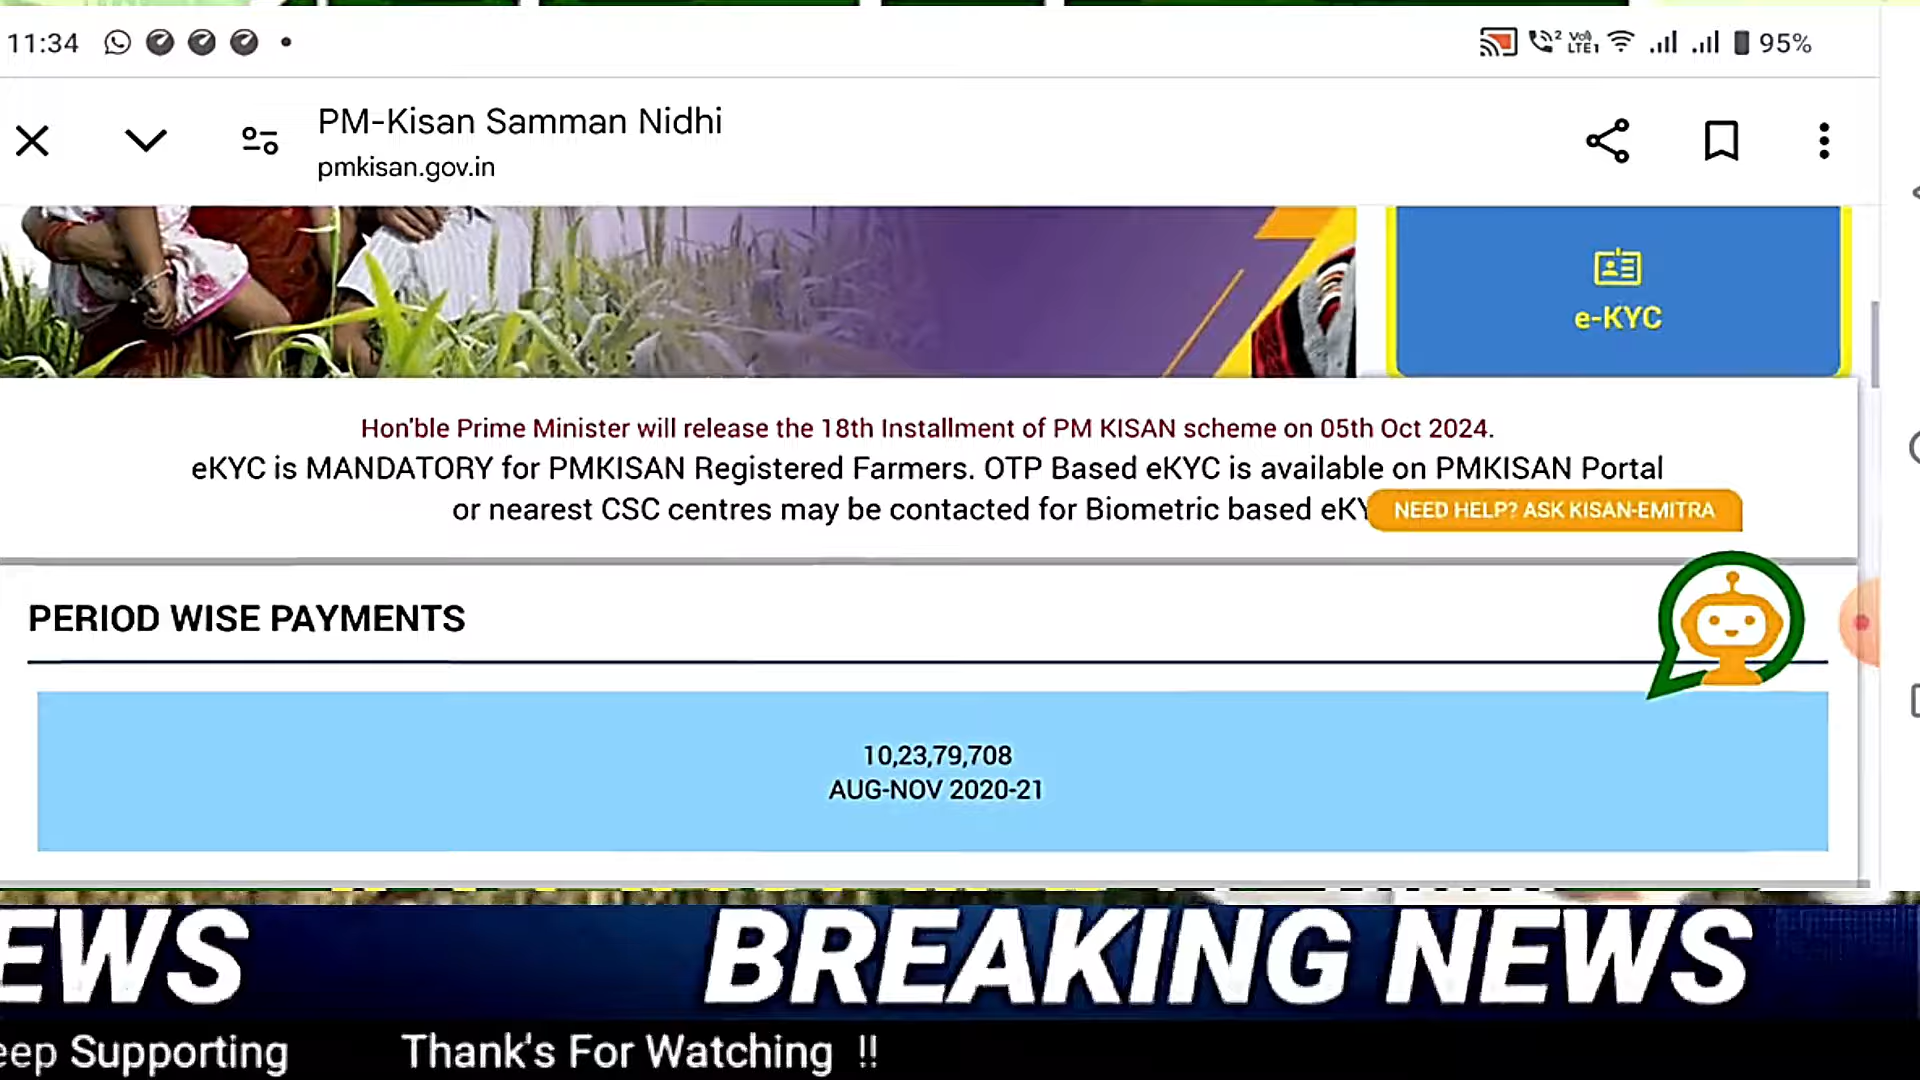 11:34
2 Vo) LTE1 95%
PM-Kisan Samman Nidhi
pmkisan.gov.in
e-KYC
Hon'ble Prime Minister will release the 18th Installment of PM KISAN scheme on 05th Oct 2024.
eKYC is MANDATORY for PMKISAN Registered Farmers. OTP Based eKYC is available on PMKISAN Portal
or nearest CSC centres may be contacted for Biometric based eKY
NEED HELP? ASK KISAN-EMITRA
PERIOD WISE PAYMENTS
10,23,79,708
AUG-NOV 2020-21
EWS BREAKING NEWS
eep Supporting Thank's For Watching !!